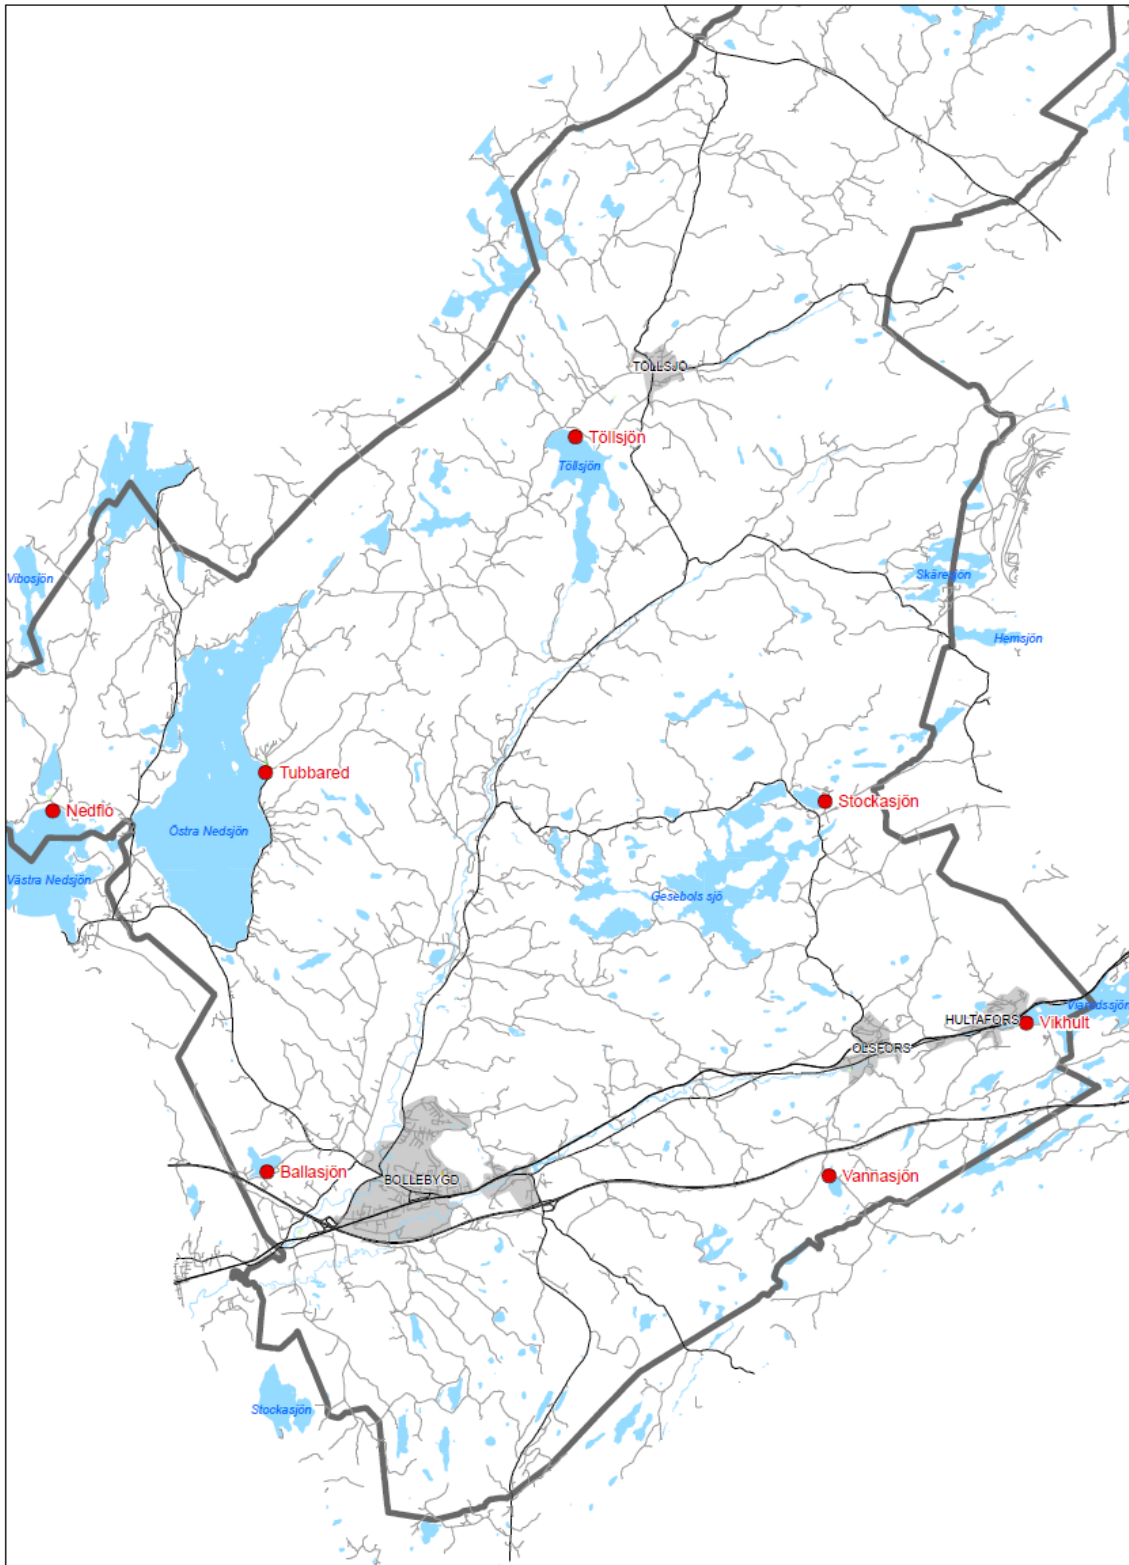 TÖLLSJÖ
Töllsjön
Töllsjön
Vibosjön
Skäresjön
Hemsjön
Tubbared
Nedflo
Stockasjön
Östra Nedsjön
Västra Nedsjön
Gesebols sjö
Viaredssjön
HULTAFORS
Vikhult
OLSFORS
Ballasjön
BOLLEBYGD
Vannasjön
Stockasjön